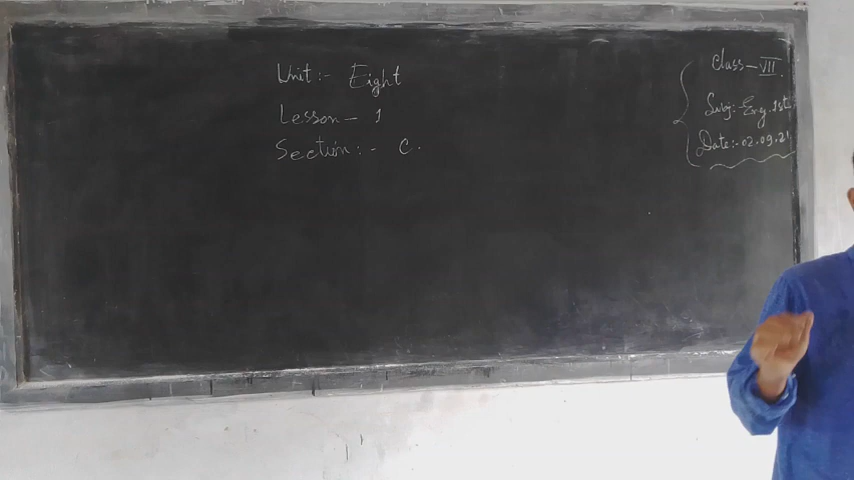 Unit:- Eight
Lesson- 1
Section:- C.
Class-VII.
Subj:-Eng.1st
Date:-02.09.21